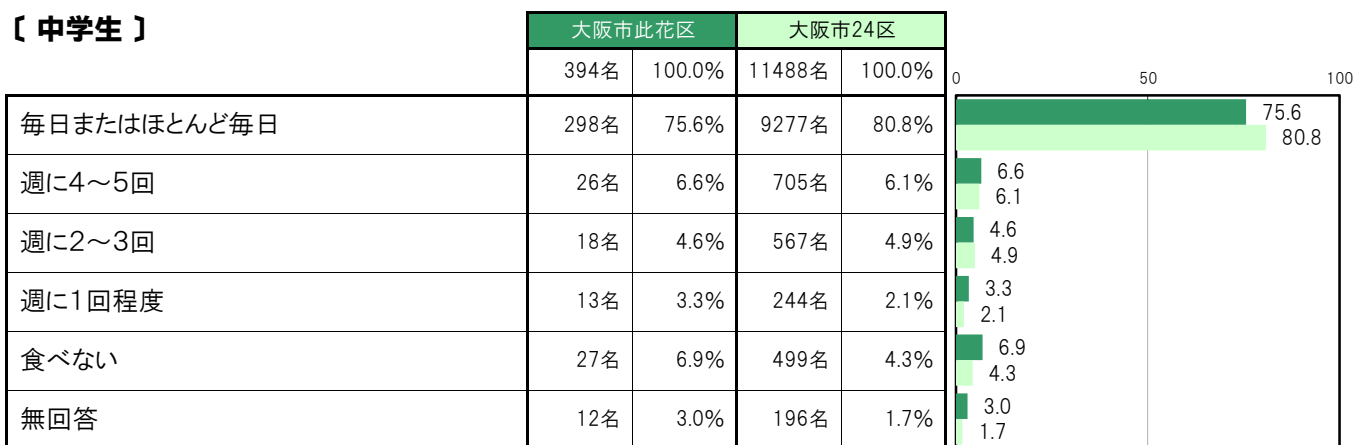 〔 中学生 〕
大阪市此花区 大阪市24区
394名 100.0% 11488名 100.0% 0 50 100
毎日またはほとんど毎日 298名 75.6% 9277名 80.8% 75.6
80.8
週に4～5回 26名 6.6% 705名 6.1% 6.6
6.1
週に2～3回 18名 4.6% 567名 4.9% 4.6
4.9
週に1回程度 13名 3.3% 244名 2.1% 3.3
2.1
食べない 27名 6.9% 499名 4.3% 6.9
4.3
無回答 12名 3.0% 196名 1.7% 3.0
1.7